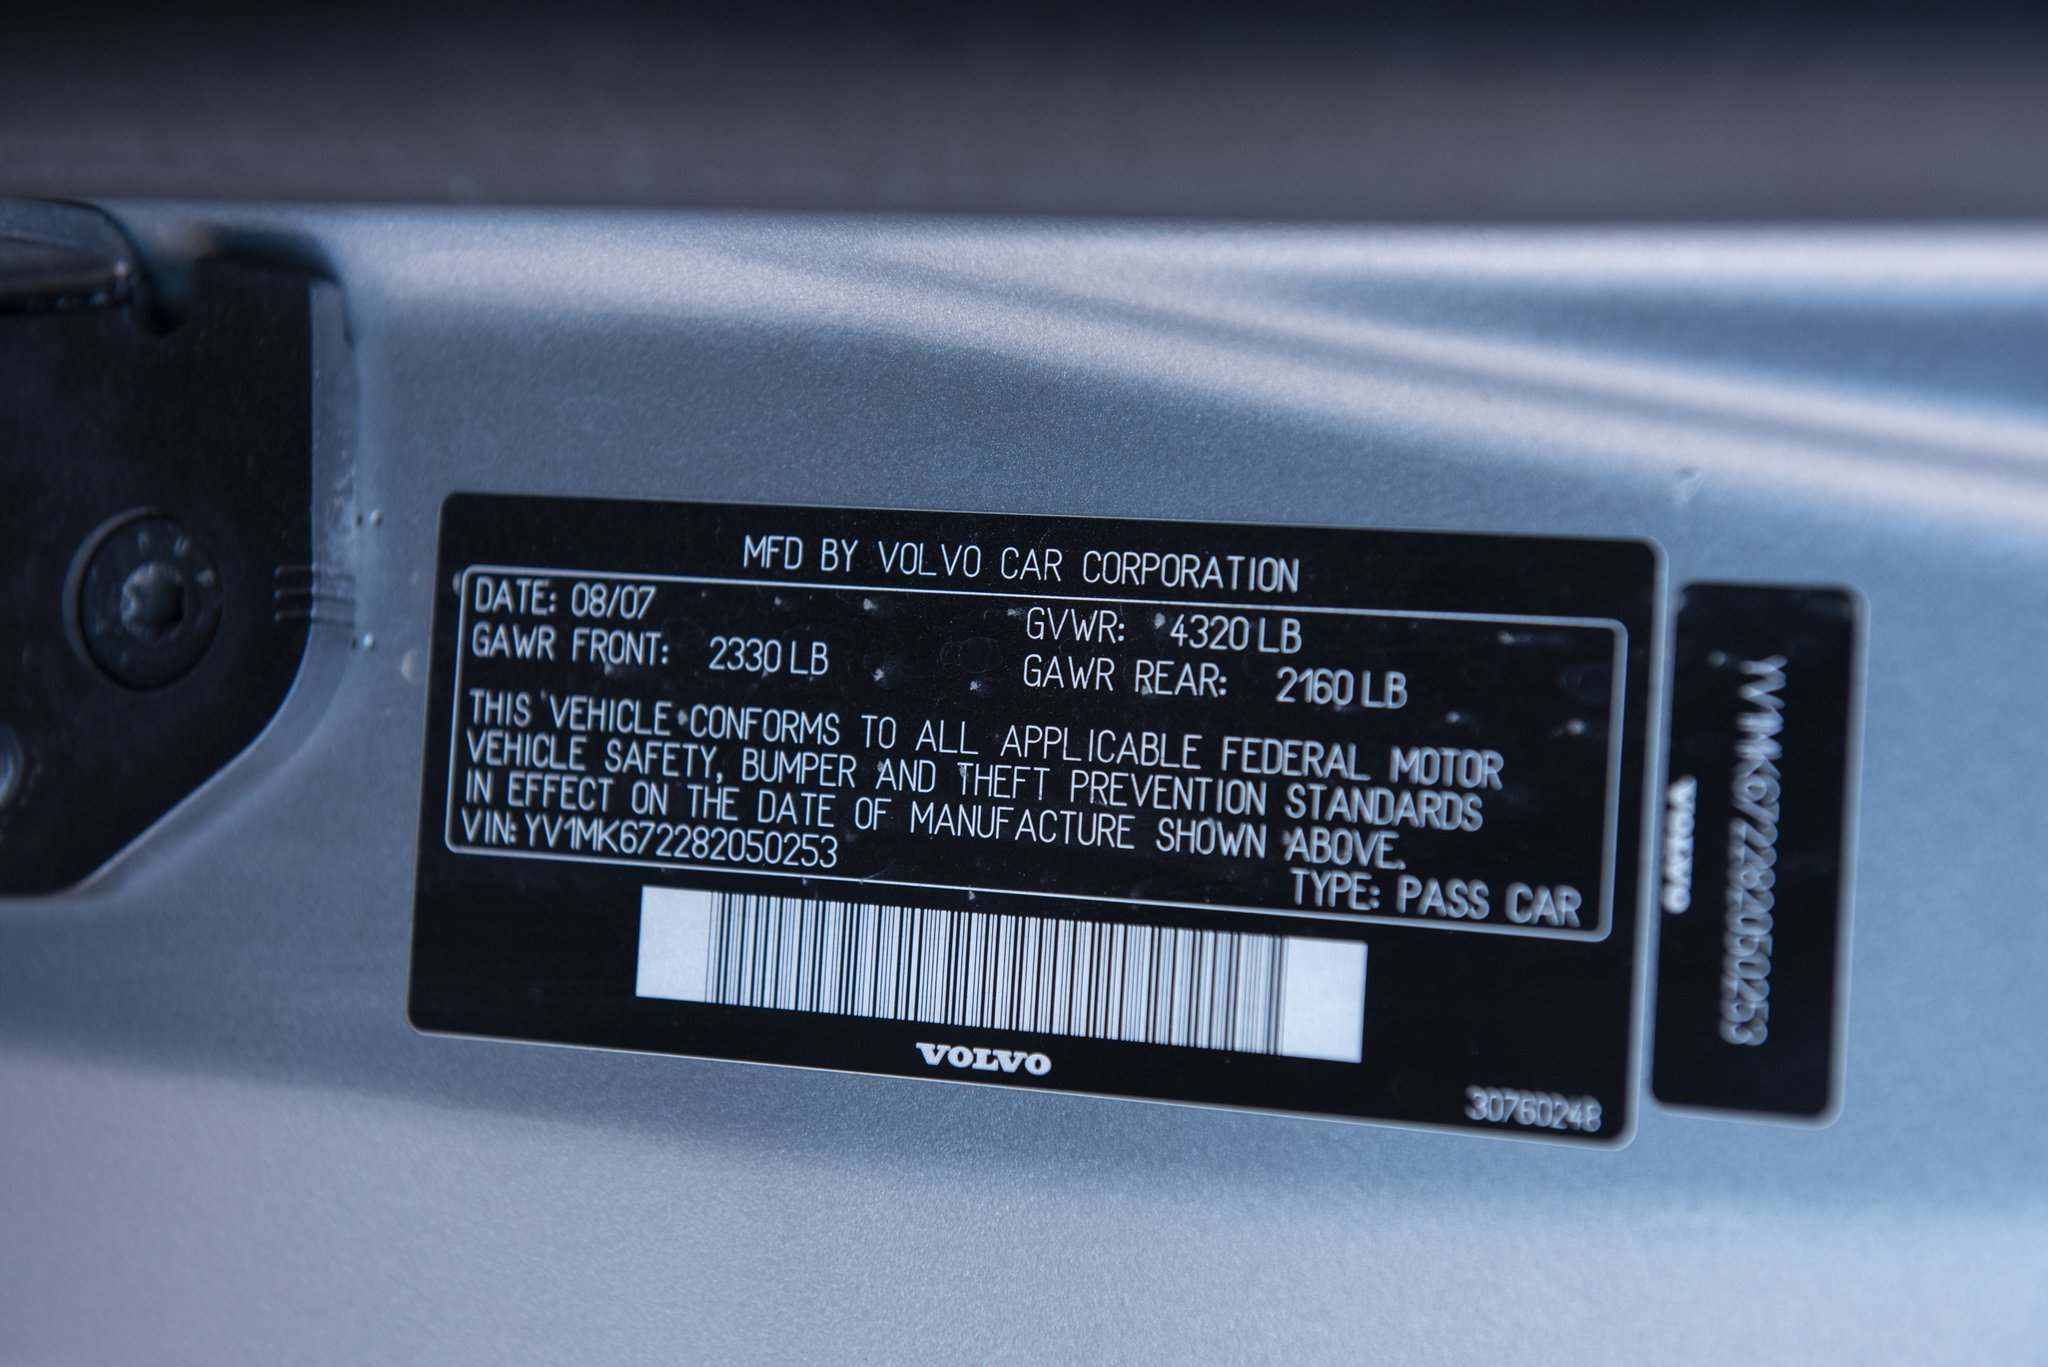 MFD BY VOLVO CAR CORPORATION
DATE: 08/07
GVWR: 4320 LB
GAWR FRONT: 2330 LB
GAWR REAR: 2160 LB
THIS VEHICLE CONFORMS TO ALL APPLICABLE FEDERAL MOTOR
VEHICLE SAFETY, BUMPER AND THEFT PREVENTION STANDARDS
IN EFFECT ON THE DATE OF MANUFACTURE SHOWN ABOVE.
VIN: YV1MK672282050253
TYPE: PASS CAR
VOLVO
30760248
YV1MK672282050253
VOLVO